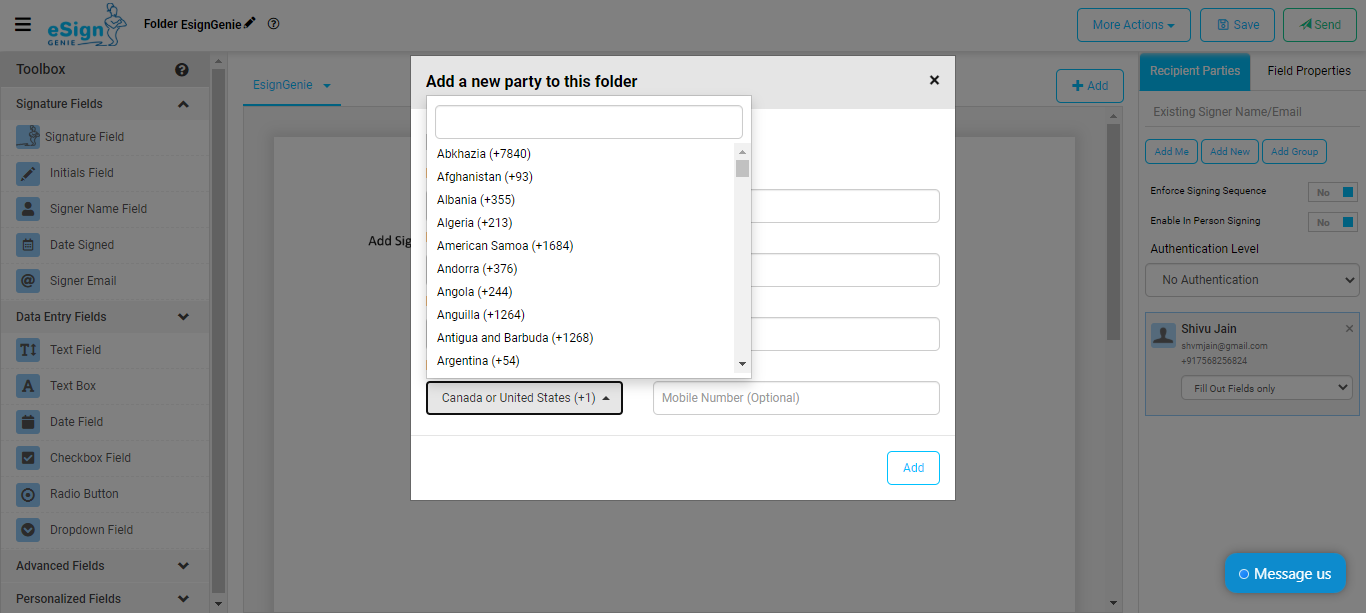 eSign
GENIE
Folder EsignGenie
More Actions
Save
Send
Toolbox
Signature Fields
Signature Field
Initials Field
Signer Name Field
Date Signed
Signer Email
Data Entry Fields
Text Field
Text Box
Date Field
Checkbox Field
Radio Button
Dropdown Field
Advanced Fields
Personalized Fields
EsignGenie
Add
Add Sig
Add a new party to this folder
Abkhazia (+7840)
Afghanistan (+93)
Albania (+355)
Algeria (+213)
American Samoa (+1684)
Andorra (+376)
Angola (+244)
Anguilla (+1264)
Antigua and Barbuda (+1268)
Argentina (+54)
Canada or United States (+1)
Mobile Number (Optional)
Add
Recipient Parties
Field Properties
Existing Signer Name/Email
Add Me
Add New
Add Group
Enforce Signing Sequence
No
Enable In Person Signing
No
Authentication Level
No Authentication
Shivu Jain
shvmjain@gmail.com
+917568256824
Fill Out Fields only
Message us